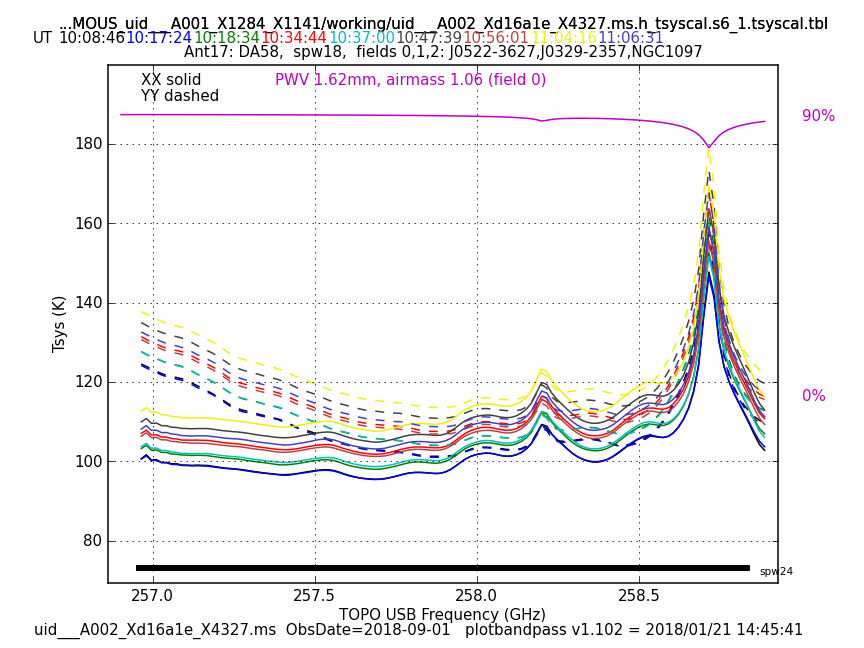 ...MOUS_uid___A001_X1284_X1141/working/uid___A002_Xd16a1e_X4327.ms.h_tsyscal.s6_1.tsyscal.tbl
UT 10:08:46 10:17:24 10:18:34 10:34:44 10:37:00 10:47:39 10:56:01 11:04:16 11:06:31
Ant17: DA58,  spw18,  fields 0,1,2: J0522-3627,J0329-2357,NGC1097
XX solid
PWV 1.62mm, airmass 1.06 (field 0)
YY dashed
90%
180
160
140
120
100
80
Tsys (K)
0%
spw24
257.0 257.5 258.0 258.5
TOPO USB Frequency (GHz)
uid___A002_Xd16a1e_X4327.ms  ObsDate=2018-09-01   plotbandpass v1.102 = 2018/01/21 14:45:41